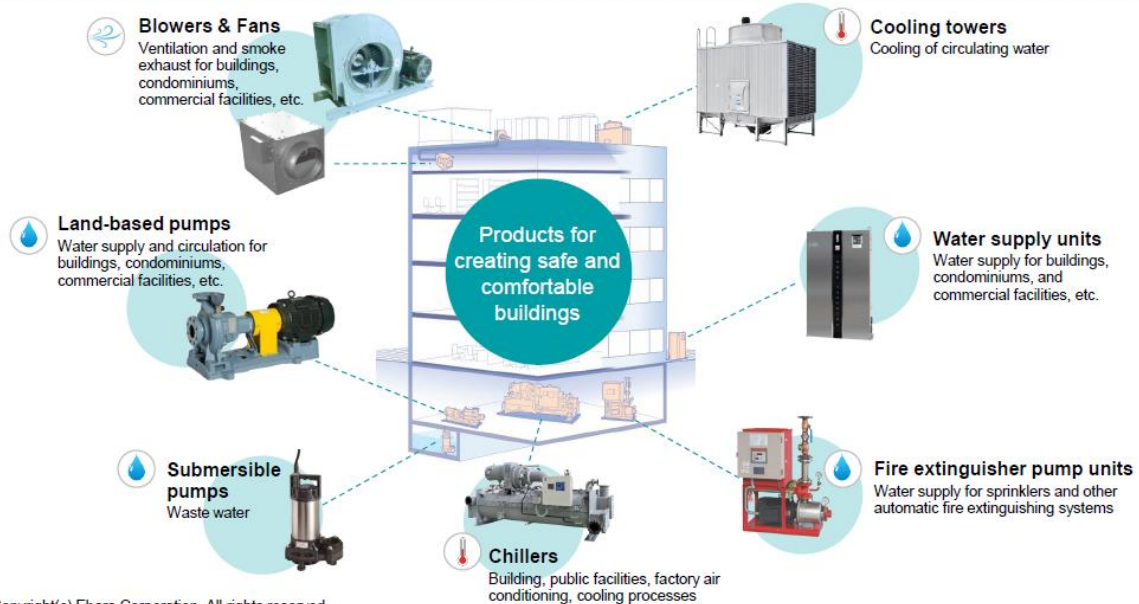 Blowers & Fans
Ventilation and smoke
exhaust for buildings,
condominiums,
commercial facilities, etc.
Cooling towers
Cooling of circulating water
Land-based pumps
Water supply and circulation for
buildings, condominiums,
commercial facilities, etc.
Products for
creating safe and
comfortable
buildings
Water supply units
Water supply for buildings,
condominiums, and
commercial facilities, etc.
Submersible
pumps
Waste water
Chillers
Building, public facilities, factory air
conditioning, cooling processes
Fire extinguisher pump units
Water supply for sprinklers and other
automatic fire extinguishing systems
Corporation, All rights reserved